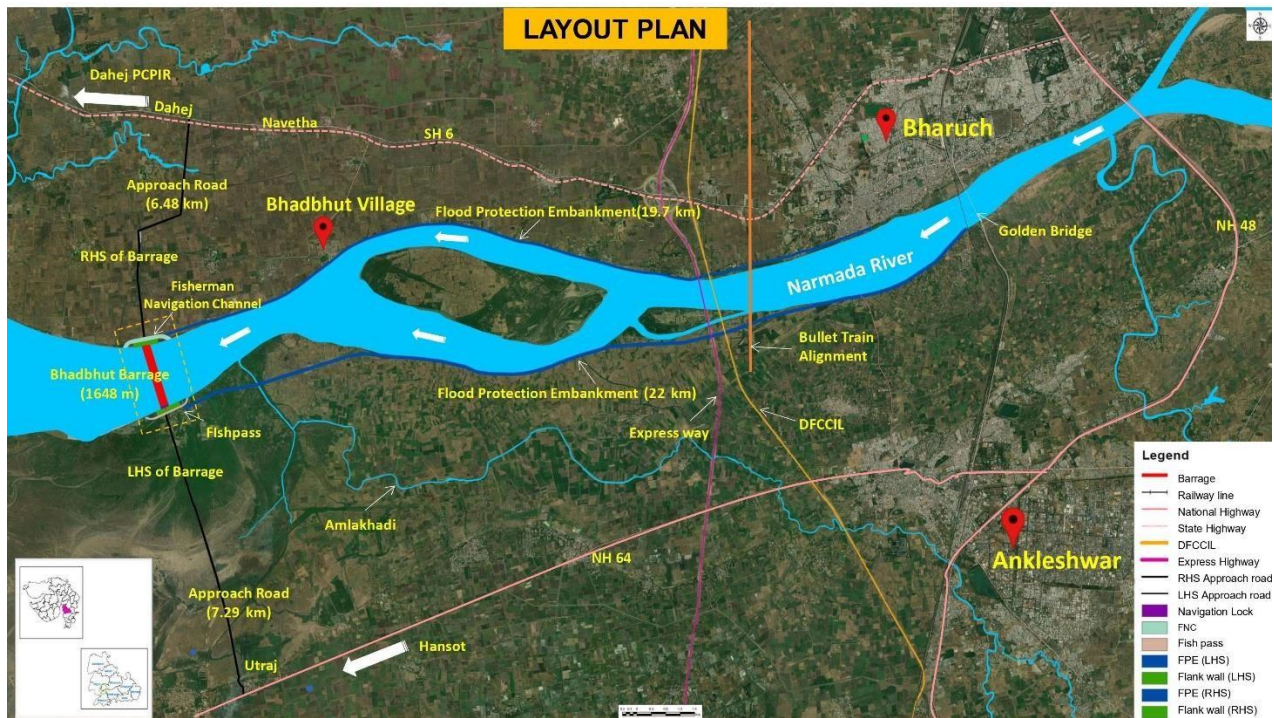 LAYOUT PLAN
Dahej PCPIR
Dahej
Navetha
SH 6
Bharuch
Approach Road
(6.48 km)
Bhadbhut Village
Flood Protection Embankment(19.7 km)
Golden Bridge
NH 48
RHS of Barrage
Narmada River
Fisherman
Navigation Channel
Bullet Train
Alignment
Bhadbhut Barrage
(1648 m)
Flood Protection Embankment (22 km)
FIshpass
Express way
DFCCIL
LHS of Barrage
Amlakhadi
NH 64
Ankleshwar
Approach Road
(7.29 km)
Utraj
Hansot
Legend
Barrage
Railway line
National Highway
State Highway
DFCCIL
Express Highway
RHS Approach road
LHS Approach road
Navigation Lock
FNC
Fish pass
FPE (LHS)
Flank wall (LHS)
FPE (RHS)
Flank wall (RHS)